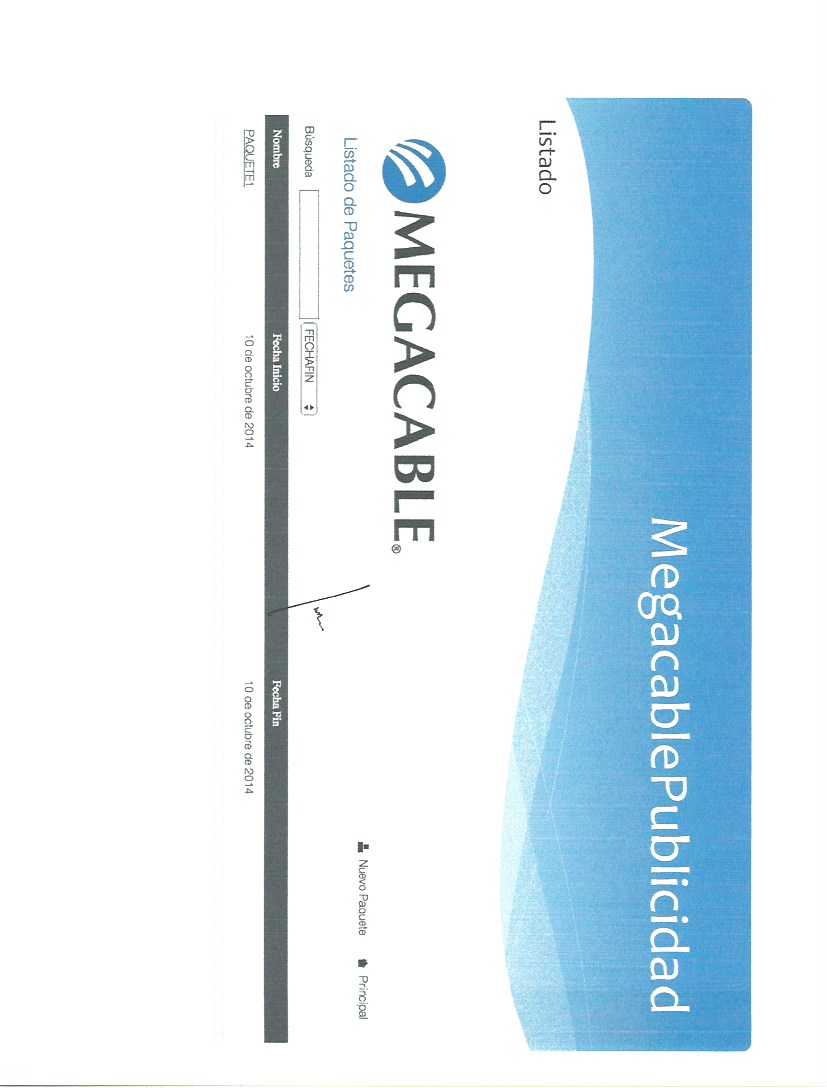 MegacablePublicidad
Listado
MEGACABLE®
Listado de Paquetes
Nuevo Paquete Principal
Búsqueda FECHAFIN
Nombre Fecha Inicio Fecha Fin
PAQUETE1 10 de octubre de 2014 10 de octubre de 2014